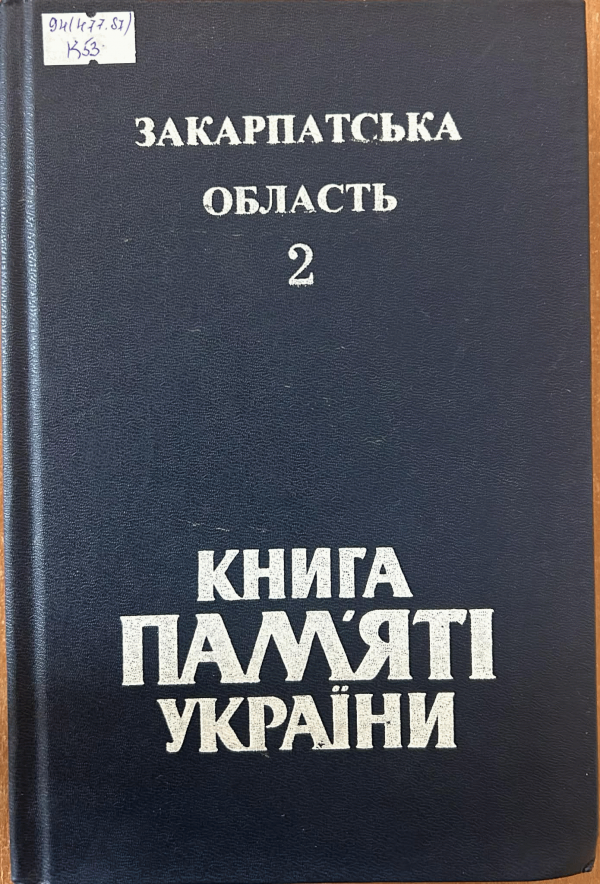 94(477.87)
К53
ЗАКАРПАТСЬКА
ОБЛАСТЬ
2
КНИГА
ПАМ'ЯТІ
УКРАЇНИ